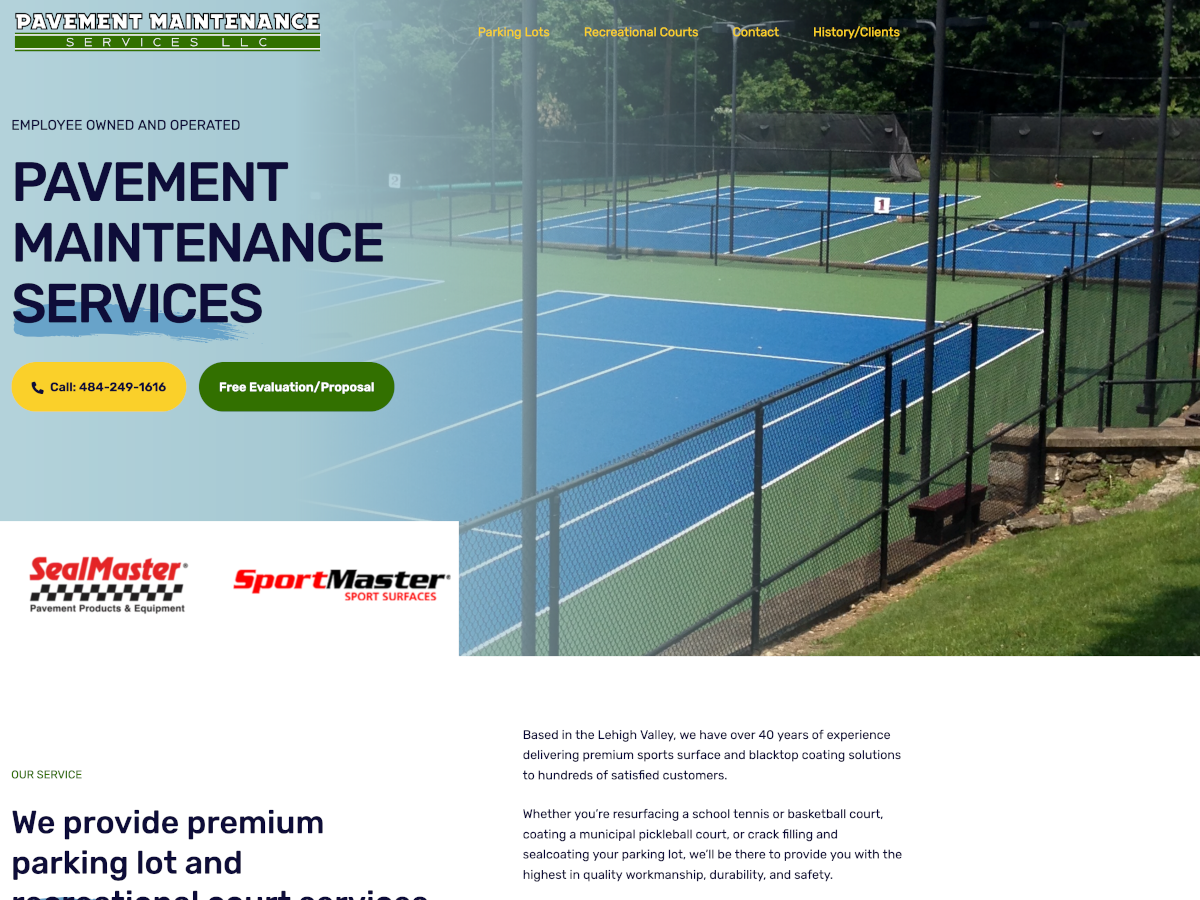 PAVEMENT MAINTENANCE
SERVICES LLC
Parking Lots
Recreational Courts
Contact
History/Clients
EMPLOYEE OWNED AND OPERATED
PAVEMENT
MAINTENANCE
SERVICES
Call: 484-249-1616
Free Evaluation/Proposal
2
1
SealMaster®
Pavement Products & Equipment
SportMaster®
SPORT SURFACES
OUR SERVICE
We provide premium
parking lot and
recreational court services
Based in the Lehigh Valley, we have over 40 years of experience
delivering premium sports surface and blacktop coating solutions
to hundreds of satisfied customers.
Whether you’re resurfacing a school tennis or basketball court,
coating a municipal pickleball court, or crack filling and
sealcoating your parking lot, we’ll be there to provide you with the
highest in quality workmanship, durability, and safety.